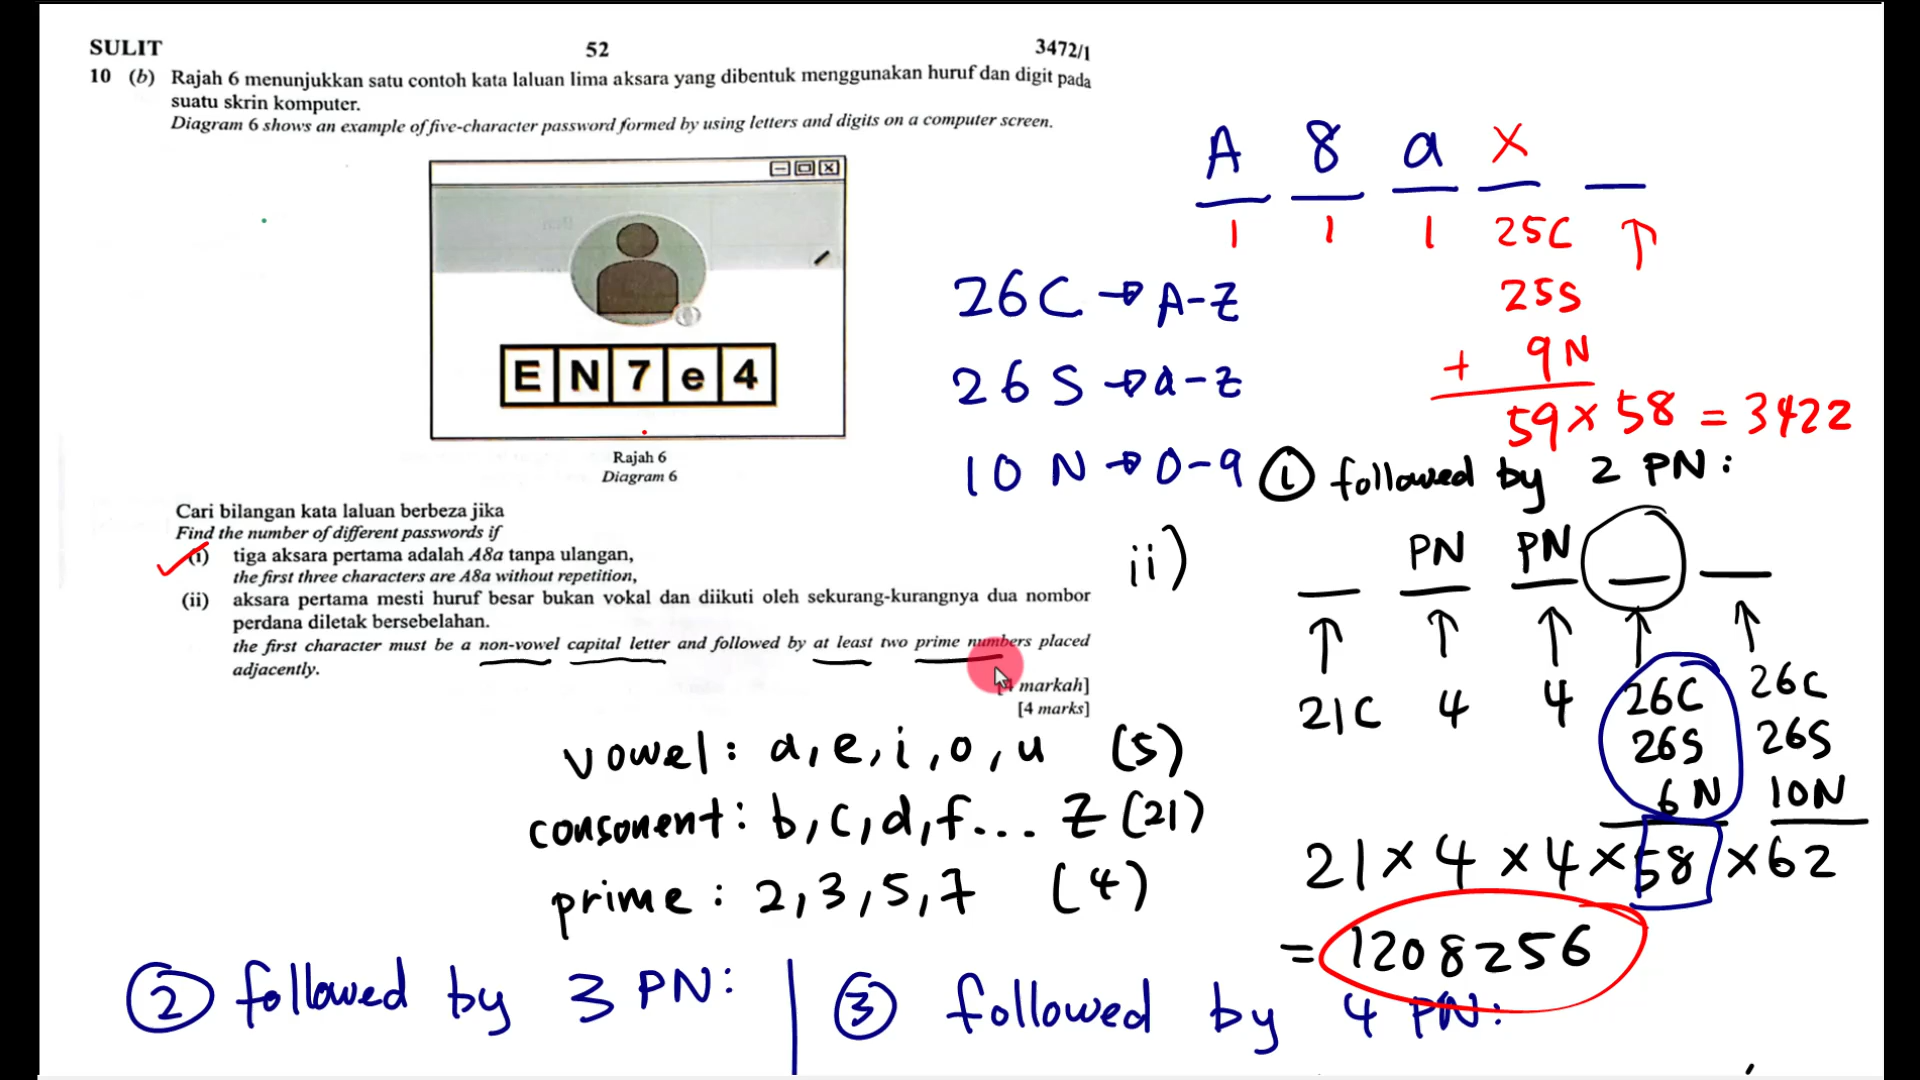 SULIT 52 3472/1
10 (b) Rajah 6 menunjukkan satu contoh kata laluan lima aksara yang dibentuk menggunakan huruf dan digit pada
suatu skrin komputer.
Diagram 6 shows an example of five-character password formed by using letters and digits on a computer screen.
E N 7 e 4
Rajah 6
Diagram 6
Cari bilangan kata laluan berbeza jika
Find the number of different passwords if
(i) tiga aksara pertama adalah A8a tanpa ulangan,
the first three characters are A8a without repetition,
(ii) aksara pertama mesti huruf besar bukan vokal dan diikuti oleh sekurang-kurangnya dua nombor
perdana diletak bersebelahan.
the first character must be a non-vowel capital letter and followed by at least two prime numbers placed
adjacently.
[4 markah]
[4 marks]
A 8 a x
1 1 1 25C ↑
25S
+ 9N
59 × 58 = 3422
26C → A-Z
26 S → a-z
10 N → 0-9
① followed by 2 PN:
ii)
PN PN
↑ ↑ ↑ ↑ ↑
21C 4 4 26C 26C
26S 26S
6N 10N
21 × 4 × 4 × 58 × 62
= 1208256
vowel: a, e, i, o, u (5)
consonent: b, c, d, f... z (21)
prime: 2, 3, 5, 7 (4)
② followed by 3 PN:
③ followed by 4 PN: